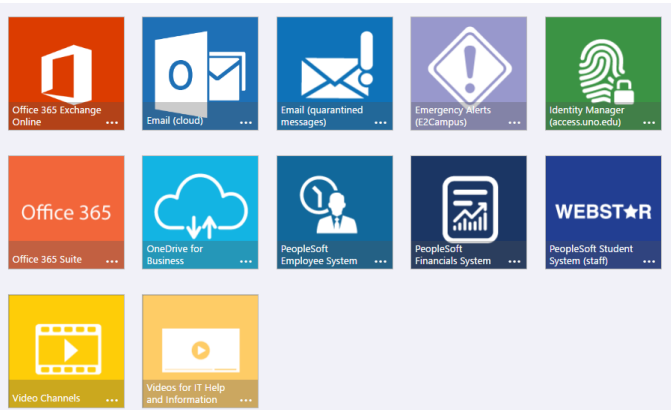 Office 365 Exchange
Online
O
Email (cloud)
Email (quarantined
messages)
Emergency Alerts
(E2Campus)
Identity Manager
(access.uno.edu)
Office 365
Office 365 Suite
OneDrive for
Business
PeopleSoft
Employee System
PeopleSoft
Financials System
WEBST★R
PeopleSoft Student
System (staff)
Video Channels
Videos for IT Help
and Information